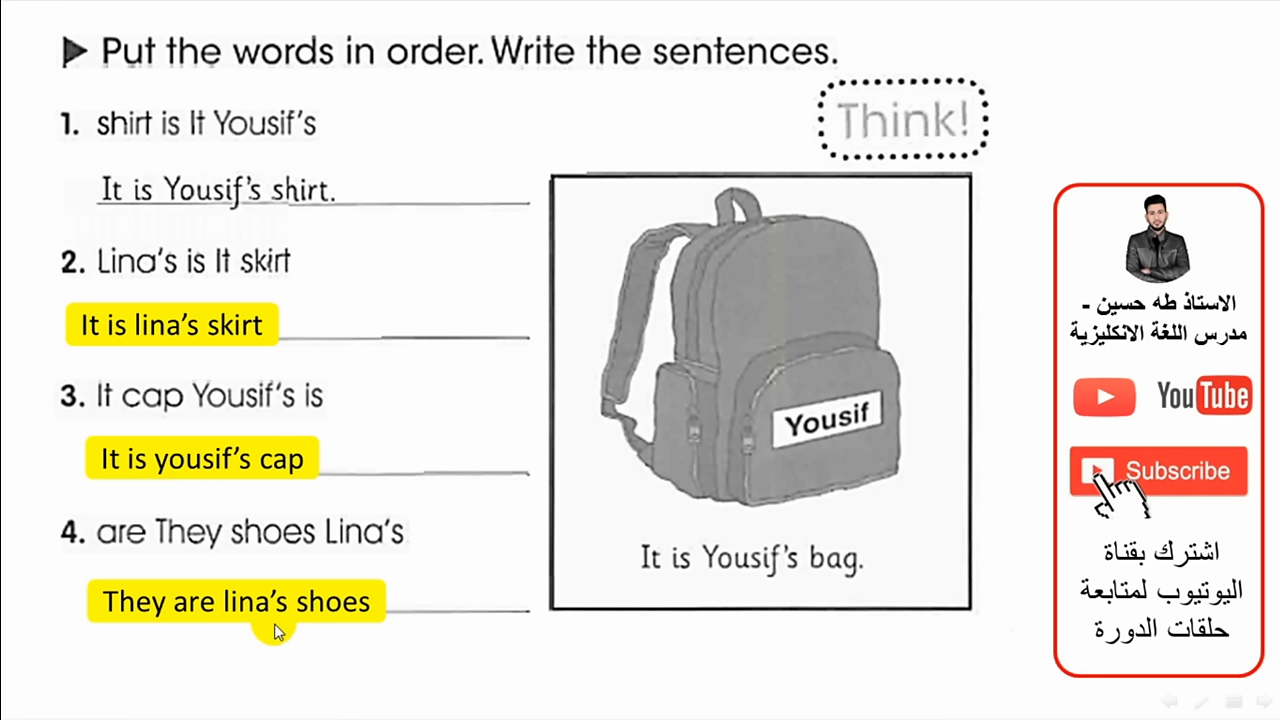 Put the words in order. Write the sentences.
Think!
1. shirt is It Yousif's
It is Yousif's shirt.
2. Lina's is It skirt
It is lina's skirt
3. It cap Yousif's is
It is yousif's cap
4. are They shoes Lina's
They are lina's shoes
Yousif
It is Yousif's bag.
الاستاذ طه حسين -
مدرس اللغة الانكليزية
YouTube
Subscribe
اشترك بقناة
اليوتيوب لمتابعة
حلقات الدورة